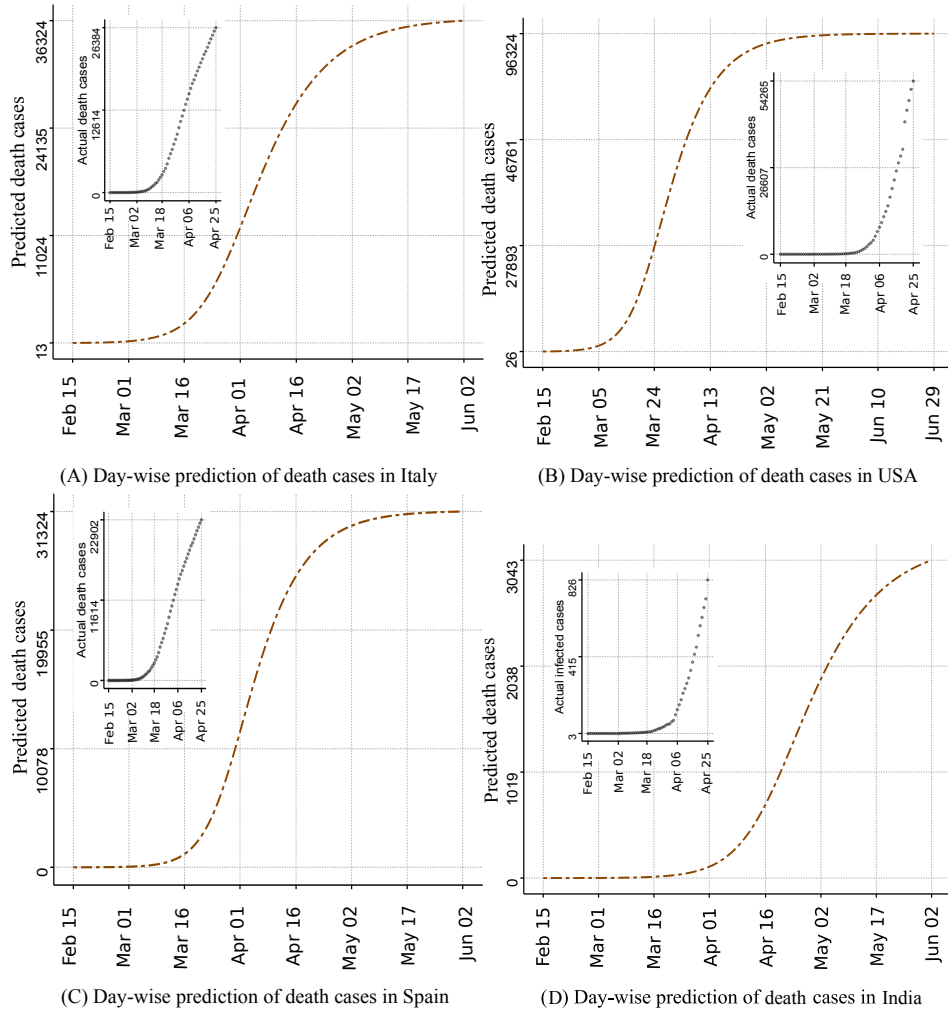 Predicted death cases
36324
24135
11024
13
Actual death cases
26384
12614
0
Feb 15
Mar 02
Mar 18
Apr 06
Apr 25
Feb 15
Mar 01
Mar 16
Apr 01
Apr 16
May 02
May 17
Jun 02
(A) Day-wise prediction of death cases in Italy
Predicted death cases
96324
46761
27893
26
Actual death cases
54265
26607
0
Feb 15
Mar 02
Mar 18
Apr 06
Apr 25
Feb 15
Mar 05
Mar 24
Apr 13
May 02
May 21
Jun 10
Jun 29
(B) Day-wise prediction of death cases in USA
Predicted death cases
31324
19955
10078
0
Actual death cases
22902
11614
0
Feb 15
Mar 02
Mar 18
Apr 06
Apr 25
Feb 15
Mar 01
Mar 16
Apr 01
Apr 16
May 02
May 17
Jun 02
(C) Day-wise prediction of death cases in Spain
Predicted death cases
3043
2038
1019
0
Actual infected cases
826
415
3
Feb 15
Mar 02
Mar 18
Apr 06
Apr 25
Feb 15
Mar 01
Mar 16
Apr 01
Apr 16
May 02
May 17
Jun 02
(D) Day-wise prediction of death cases in India